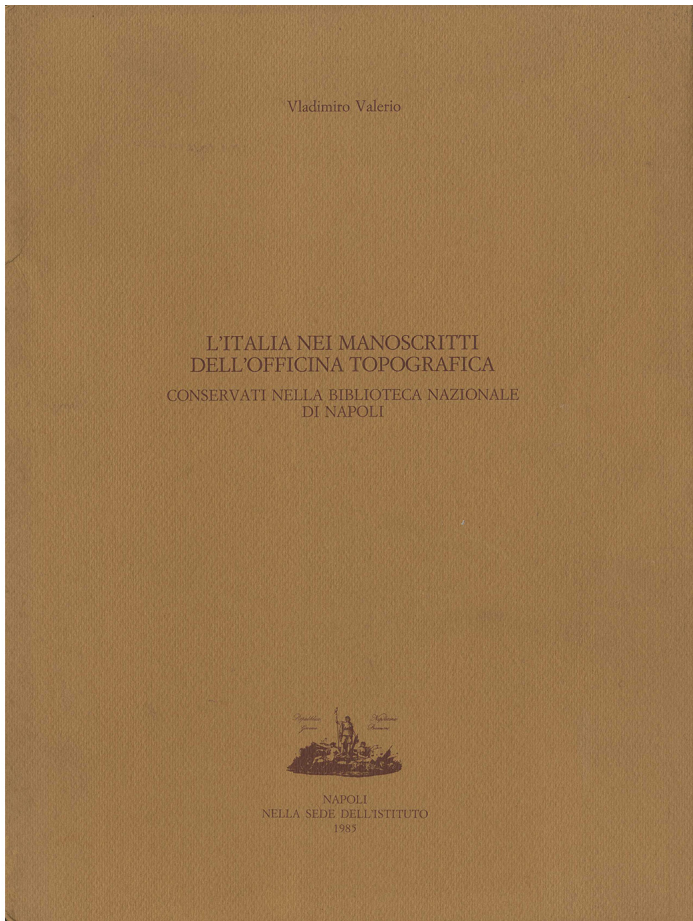 Vladimiro Valerio
L'ITALIA NEI MANOSCRITTI
DELL'OFFICINA TOPOGRAFICA
CONSERVATI NELLA BIBLIOTECA NAZIONALE
DI NAPOLI
NAPOLI
NELLA SEDE DELL'ISTITUTO
1985